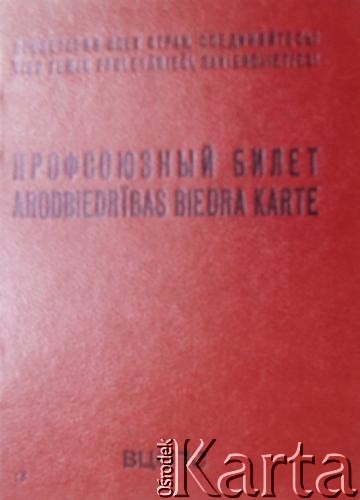 ПРОЛЕТАРИИ ВСЕХ СТРАН, СОЕДИНЯЙТЕСЬ!
VISU ZEMJU PROLETĀRIEŠI, SAVIENOJIETIES!
ПРОФСОЮЗНЫЙ БИЛЕТ
ARODBIEDRĪBAS BIEDRA KARTE
Ośrodek
Karta